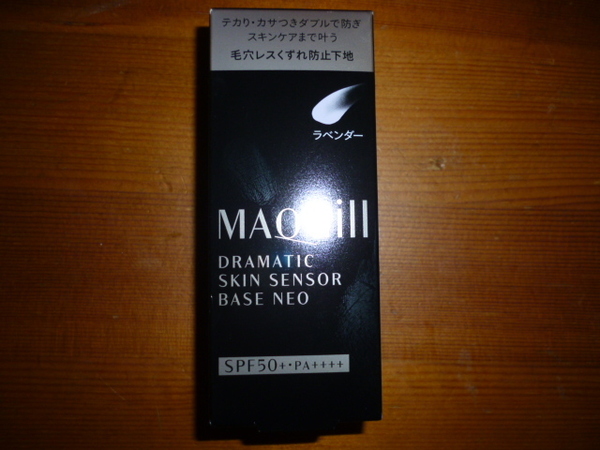 テカり・カサつきダブルで防ぎ
スキンケアまで叶う
毛穴レスくずれ防止下地
ラベンダー
DRAMATIC
SKIN SENSOR
BASE NEO
SPF50+・PA++++